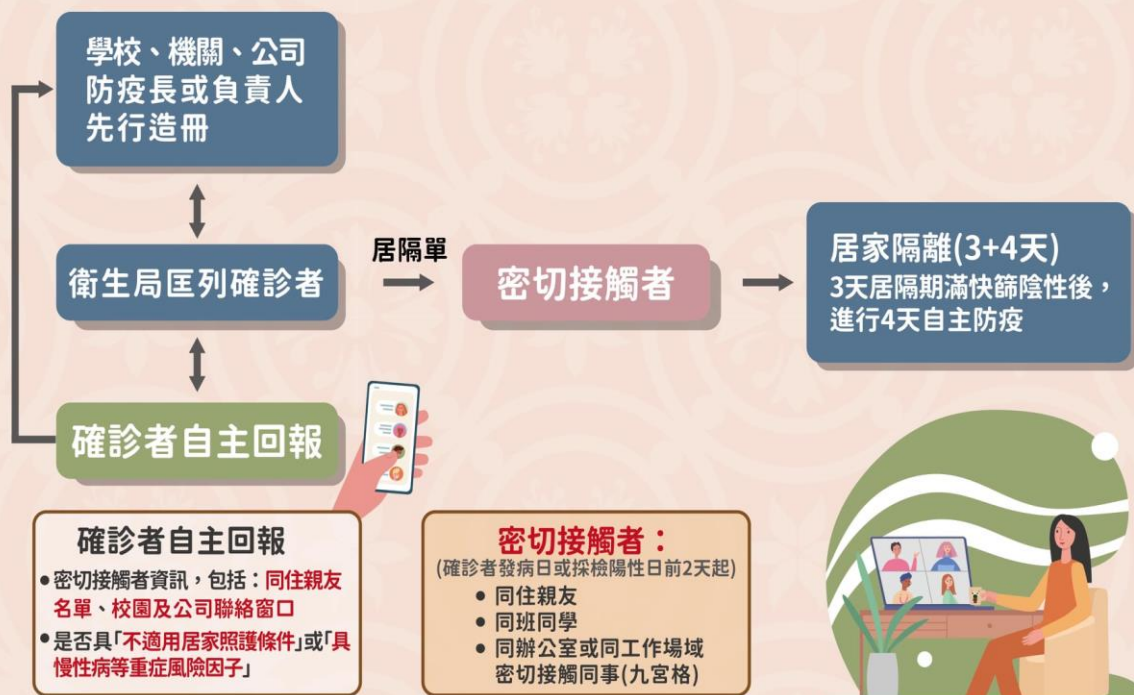 學校、機關、公司
防疫長或負責人
先行造冊
衛生局匡列確診者
居隔單
密切接觸者
居家隔離(3+4天)
3天居隔期滿快篩陰性後，
進行4天自主防疫
確診者自主回報
確診者自主回報
●密切接觸者資訊，包括：同住親友
名單、校園及公司聯絡窗口
●是否具「不適用居家照護條件」或「具
慢性病等重症風險因子」
密切接觸者：
(確診者發病日或採檢陽性日前2天起)
● 同住親友
● 同班同學
● 同辦公室或同工作場域
密切接觸同事(九宮格)